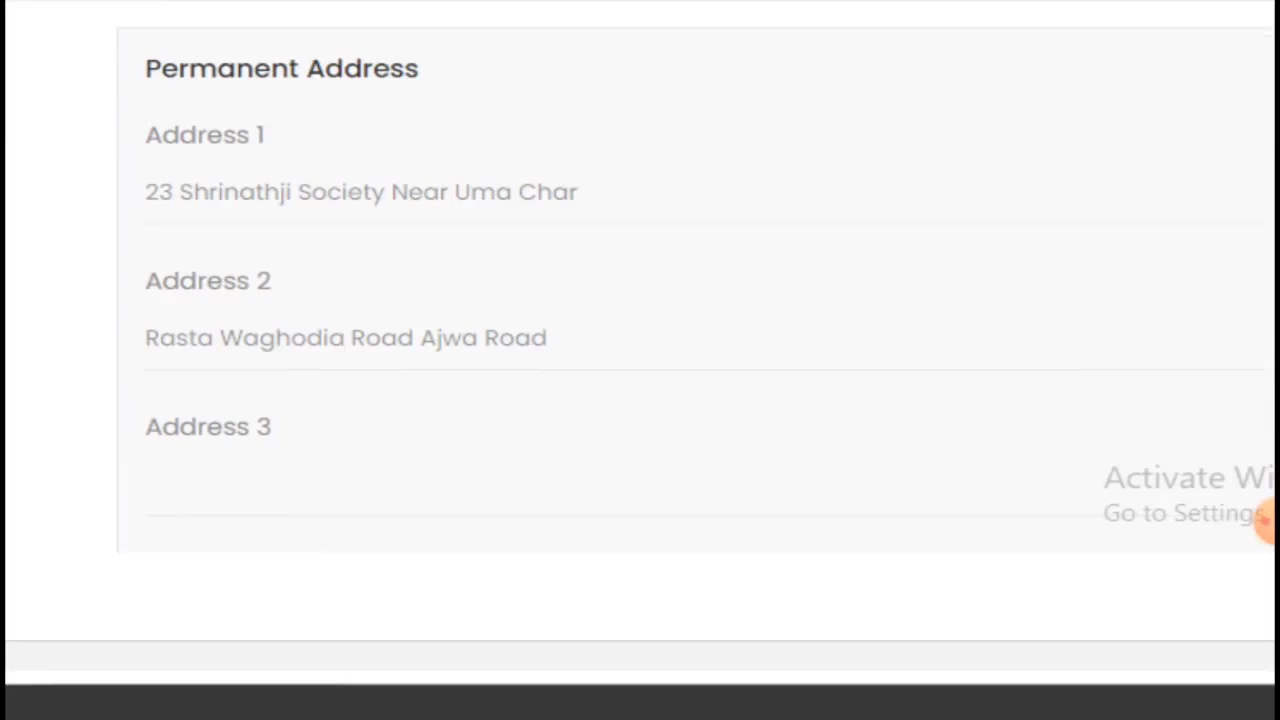 Permanent Address
Address 1
23 Shrinathji Society Near Uma Char
Address 2
Rasta Waghodia Road Ajwa Road
Address 3
Activate Wi
Go to Settings